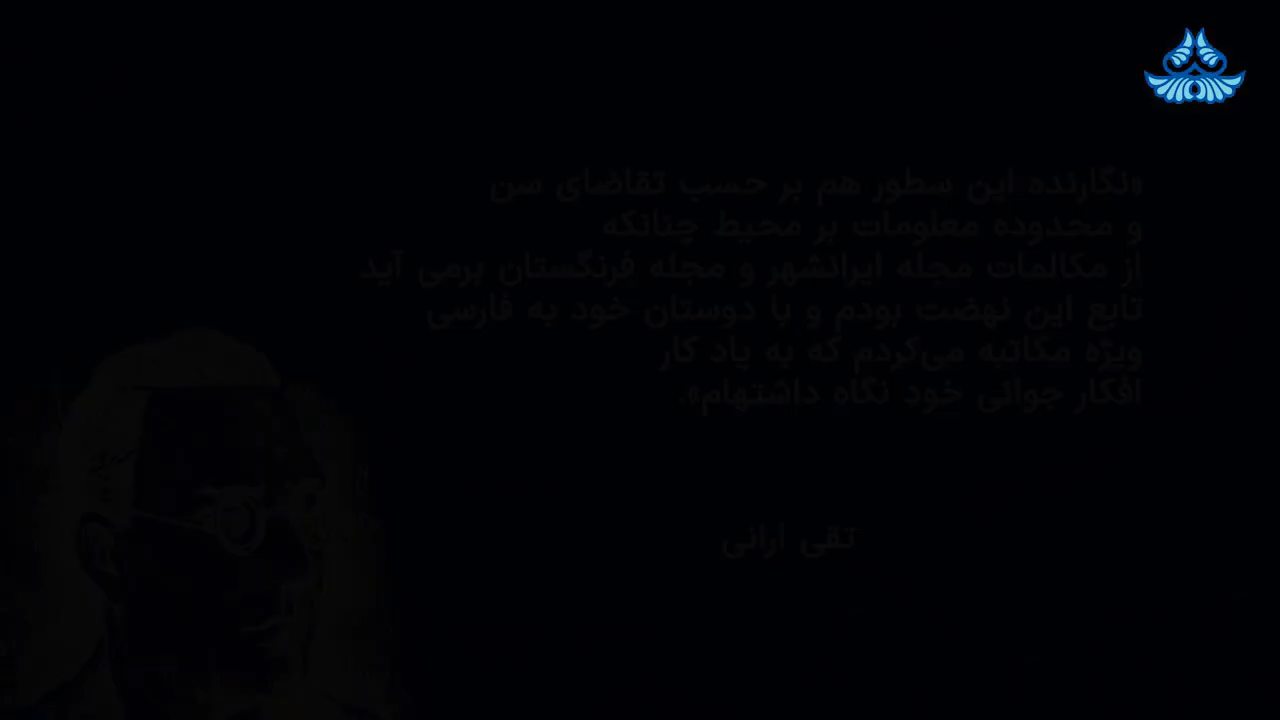 «نگارنده این سطور هم بر حسب تقاضای سن
و محدوده معلومات بر محیط چنانکه
از مکالمات مجله ایرانشهر و مجله فرنگستان برمی آید
تابع این نهضت بودم و با دوستان خود به فارسی
ویژه مکاتبه می‌کردم که به یاد کار
افکار جوانی خود نگاه داشتهام»
تقی ارانی